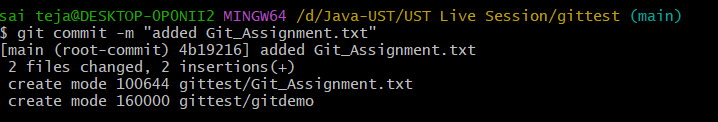 sai teja@DESKTOP-OP0NII2 MINGW64 /d/Java-UST/UST Live Session/gittest (main)
$ git commit -m "added Git_Assignment.txt"
[main (root-commit) 4b19216] added Git_Assignment.txt
 2 files changed, 2 insertions(+)
 create mode 100644 gittest/Git_Assignment.txt
 create mode 160000 gittest/gitdemo